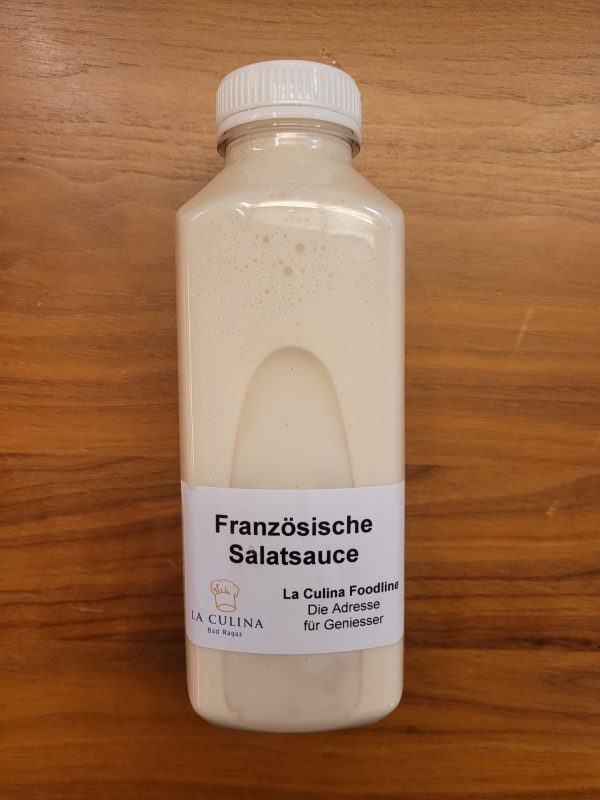 Französische
Salatsauce
LA CULINA
Bad Ragaz
La Culina Foodline
Die Adresse
für Geniesser